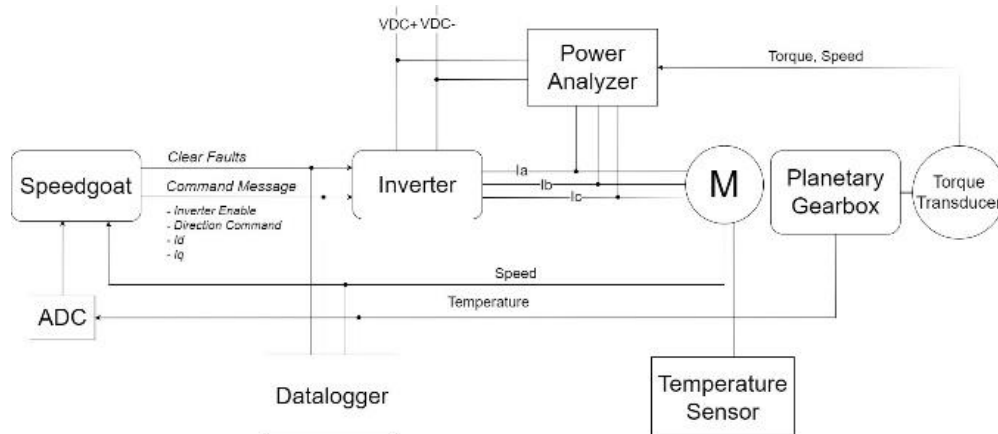 VDC+ VDC-
Power
Analyzer
Torque, Speed
Clear Faults
Speedgoat
Command Message
- Inverter Enable
- Direction Command
- Id
- Iq
Inverter
Ia
Ib
Ic
M
Planetary
Gearbox
Torque
Transducer
Speed
ADC
Temperature
Datalogger
Temperature
Sensor